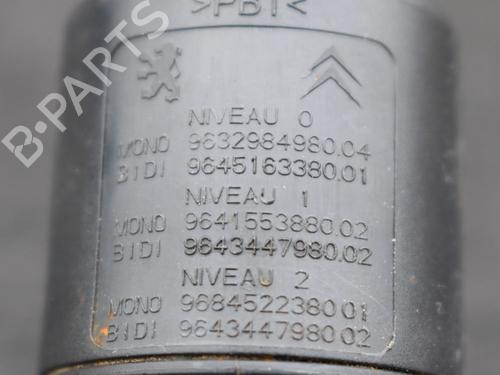 >PBT<
NIVEAU 0
MONO 9632984980.04
BIDI 9645163380.01
NIVEAU 1
MONO 9641553880.02
BIDI 9643447980.02
NIVEAU 2
MONO 9684522380 01
BIDI 9643447980 02